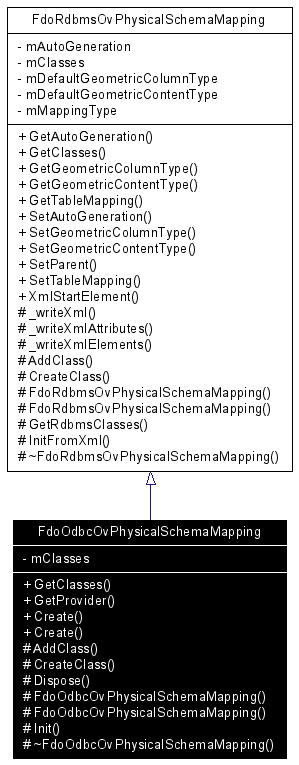 FdoRdbmsOvPhysicalSchemaMapping
- mAutoGeneration
- mClasses
- mDefaultGeometricColumnType
- mDefaultGeometricContentType
- mMappingType
+ GetAutoGeneration()
+ GetClasses()
+ GetGeometricColumnType()
+ GetGeometricContentType()
+ GetTableMapping()
+ SetAutoGeneration()
+ SetGeometricColumnType()
+ SetGeometricContentType()
+ SetParent()
+ SetTableMapping()
+ XmlStartElement()
# _writeXml()
# _writeXmlAttributes()
# _writeXmlElements()
# AddClass()
# CreateClass()
# FdoRdbmsOvPhysicalSchemaMapping()
# FdoRdbmsOvPhysicalSchemaMapping()
# GetRdbmsClasses()
# InitFromXml()
# ~FdoRdbmsOvPhysicalSchemaMapping()
FdoOdbcOvPhysicalSchemaMapping
- mClasses
+ GetClasses()
+ GetProvider()
+ Create()
+ Create()
# AddClass()
# CreateClass()
# Dispose()
# FdoOdbcOvPhysicalSchemaMapping()
# FdoOdbcOvPhysicalSchemaMapping()
# Init()
# ~FdoOdbcOvPhysicalSchemaMapping()